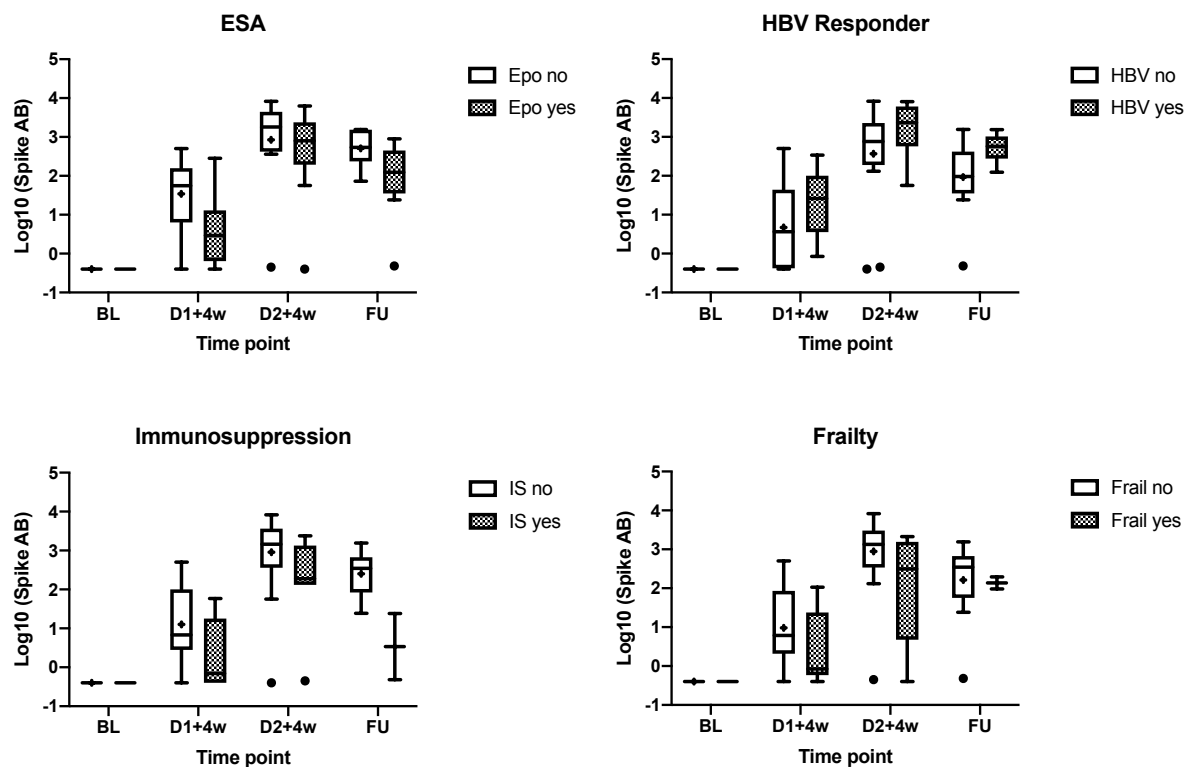 ESA
Log10 (Spike AB)
5
4
3
2
1
0
-1
BL D1+4w D2+4w FU
Time point
Epo no
Epo yes
HBV Responder
Log10 (Spike AB)
5
4
3
2
1
0
-1
BL D1+4w D2+4w FU
Time point
HBV no
HBV yes
Immunosuppression
Log10 (Spike AB)
5
4
3
2
1
0
-1
BL D1+4w D2+4w FU
Time point
IS no
IS yes
Frailty
Log10 (Spike AB)
5
4
3
2
1
0
-1
BL D1+4w D2+4w FU
Time point
Frail no
Frail yes